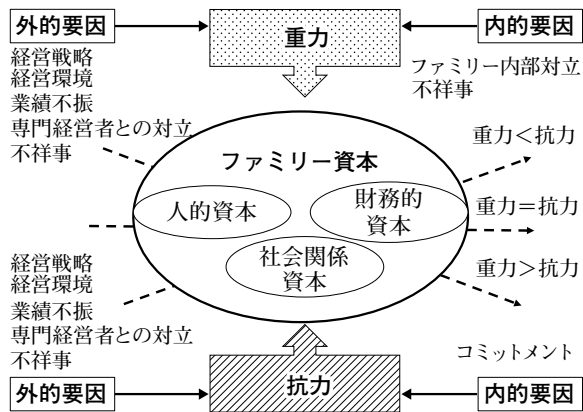 外的要因
重力
内的要因
経営戦略
経営環境
業績不振
専門経営者との対立
不祥事
ファミリー内部対立
不祥事
ファミリー資本
人的資本
財務的
資本
社会関係
資本
重力<抗力
重力=抗力
重力>抗力
経営戦略
経営環境
業績不振
専門経営者との対立
不祥事
コミットメント
外的要因
抗力
内的要因